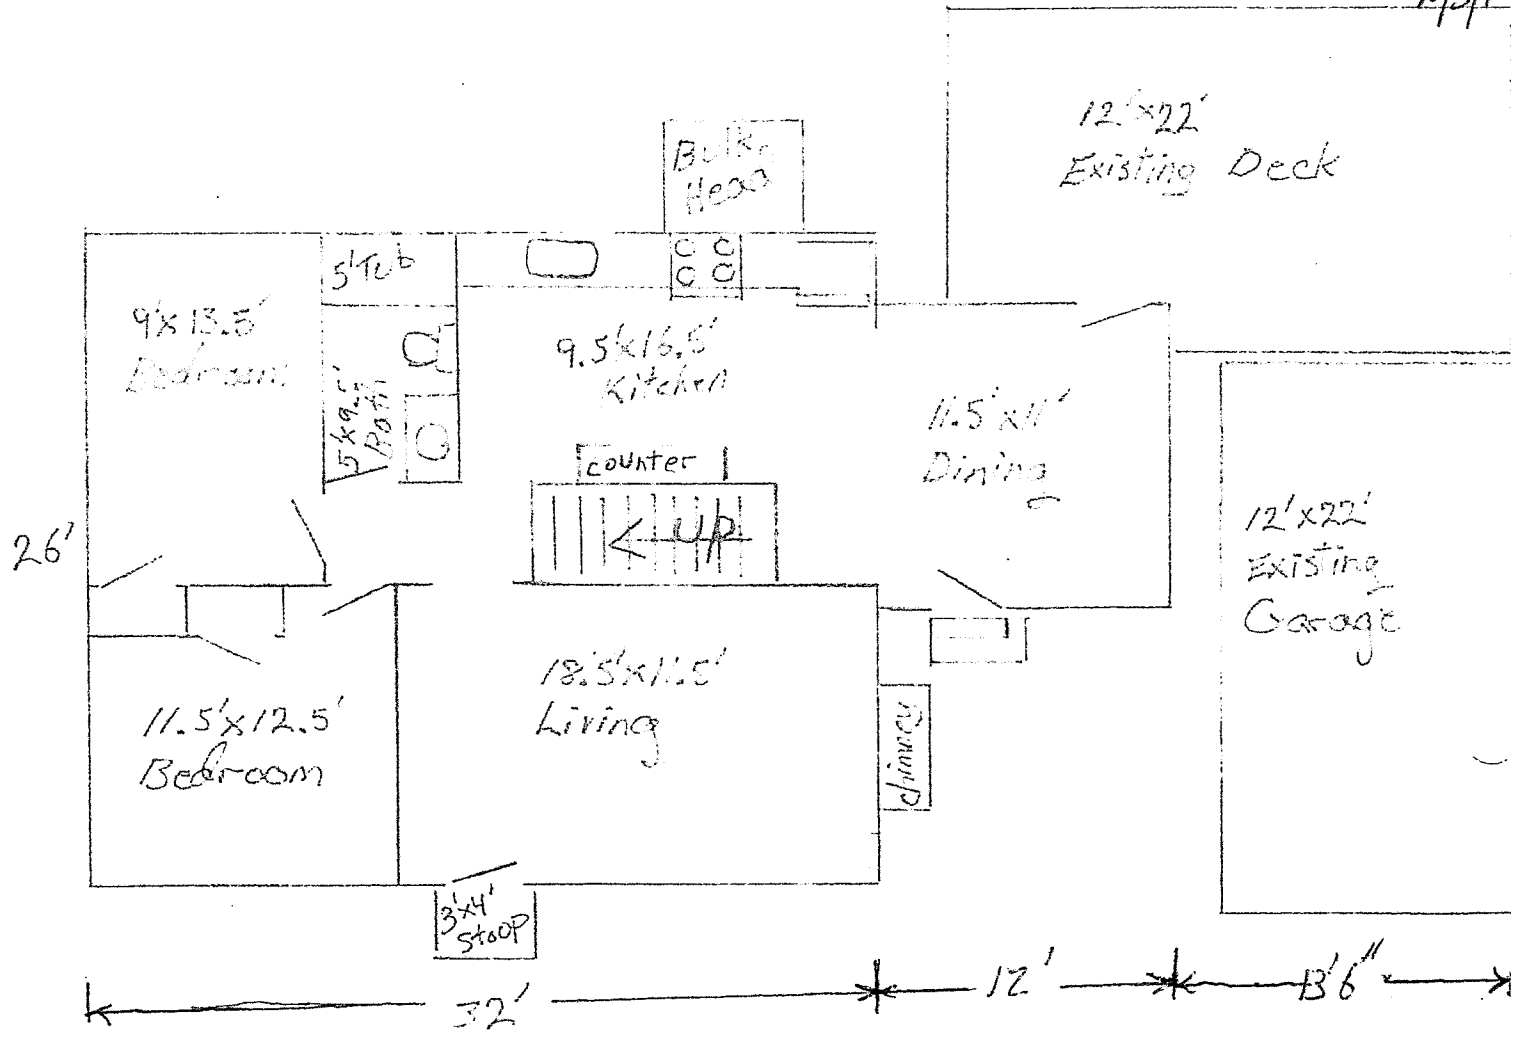 12'x22'
Existing Deck
Bulk
Head
5'Tub
9'x13.5'
Bedroom
9.5'x16.5'
Kitchen
5'x9.5'
Bath
11.5'x11'
Dining
counter
UP
26'
12'x22'
Existing
Garage
18.5'x11.5'
Living
11.5'x12.5'
Bedroom
chimney
3'x4'
Stoop
32'
12'
13'6"